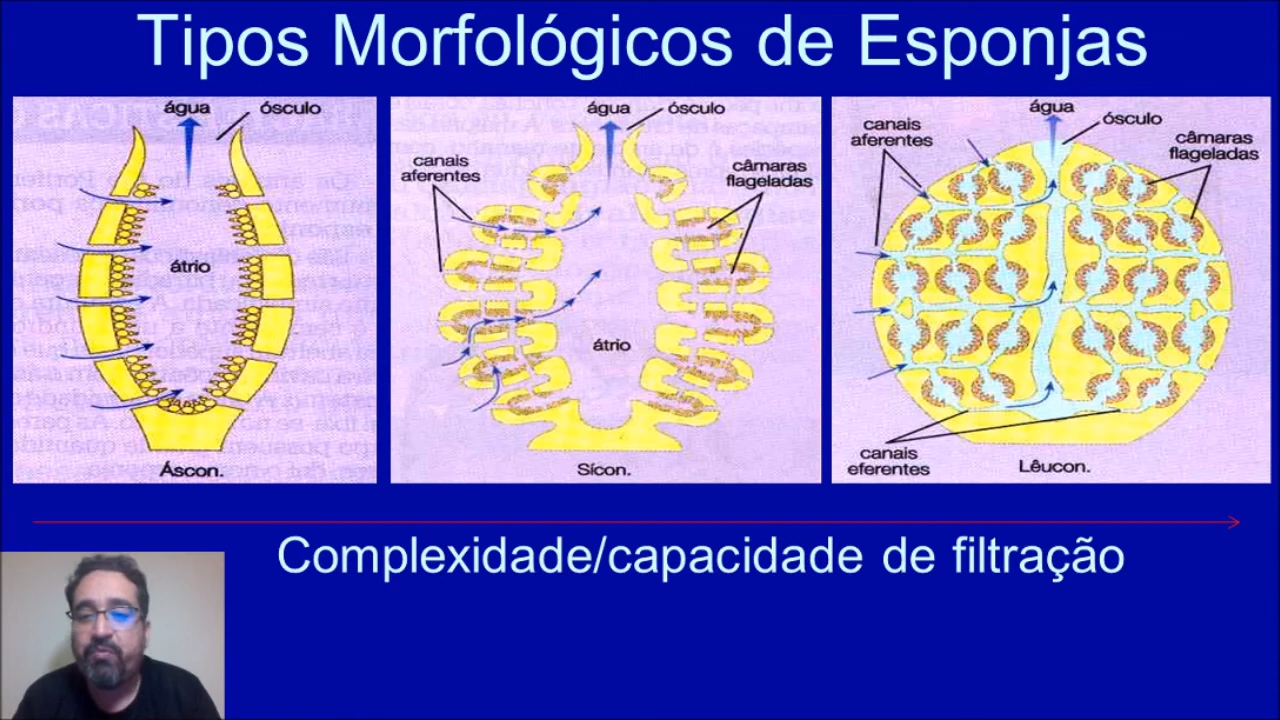 Tipos Morfológicos de Esponjas
água
ósculo
átrio
Áscon.
água
ósculo
canais
aferentes
câmaras
flageladas
átrio
Sícon.
água
ósculo
canais
aferentes
câmaras
flageladas
canais
eferentes
Lêucon.
Complexidade/capacidade de filtração